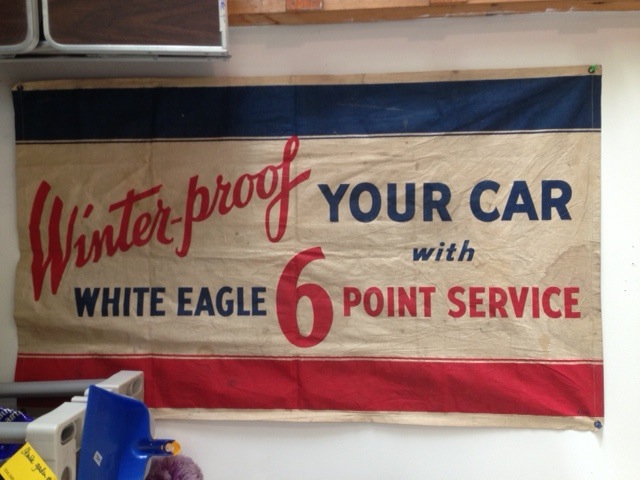 Winter-proof YOUR CAR
with
WHITE EAGLE 6 POINT SERVICE